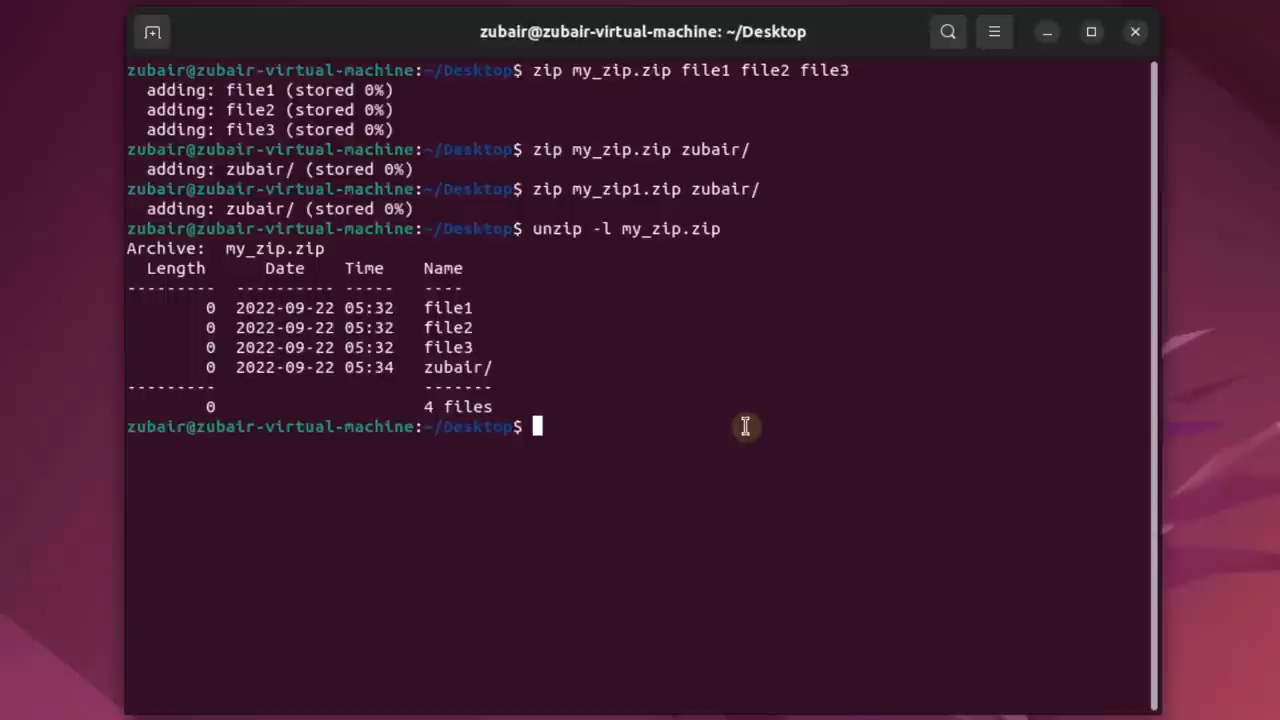 zubair@zubair-virtual-machine: ~/Desktop
zubair@zubair-virtual-machine:~/Desktop$ zip my_zip.zip file1 file2 file3
  adding: file1 (stored 0%)
  adding: file2 (stored 0%)
  adding: file3 (stored 0%)
zubair@zubair-virtual-machine:~/Desktop$ zip my_zip.zip zubair/
  adding: zubair/ (stored 0%)
zubair@zubair-virtual-machine:~/Desktop$ zip my_zip1.zip zubair/
  adding: zubair/ (stored 0%)
zubair@zubair-virtual-machine:~/Desktop$ unzip -l my_zip.zip
Archive:  my_zip.zip
  Length      Date    Time    Name
---------  ---------- -----   ----
        0  2022-09-22 05:32   file1
        0  2022-09-22 05:32   file2
        0  2022-09-22 05:32   file3
        0  2022-09-22 05:34   zubair/
---------                     -------
        0                     4 files
zubair@zubair-virtual-machine:~/Desktop$